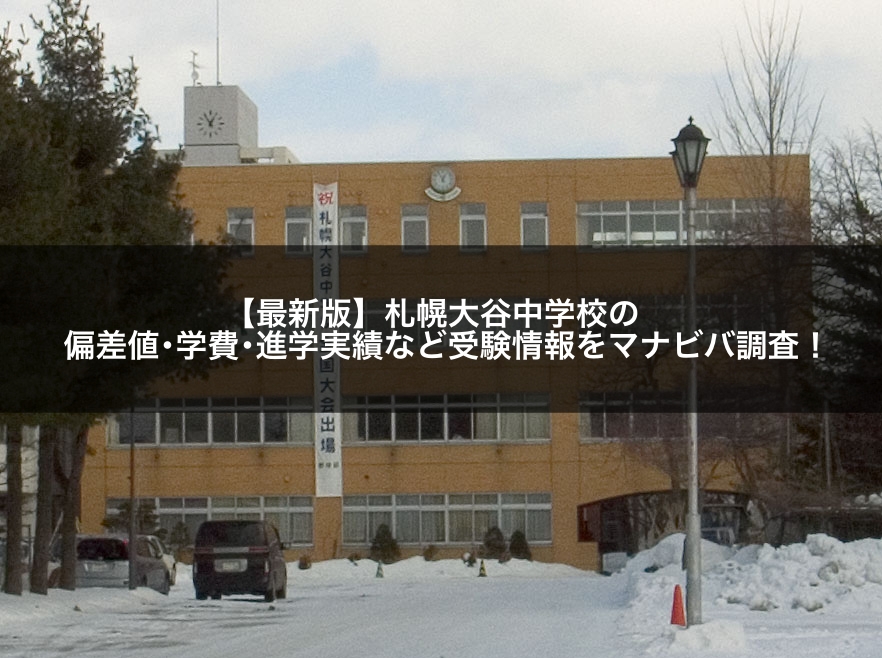 【最新版】札幌大谷中学校の
偏差値・学費・進学実績など受験情報をマナビバ調査！
祝
札幌大谷中
国大会出場